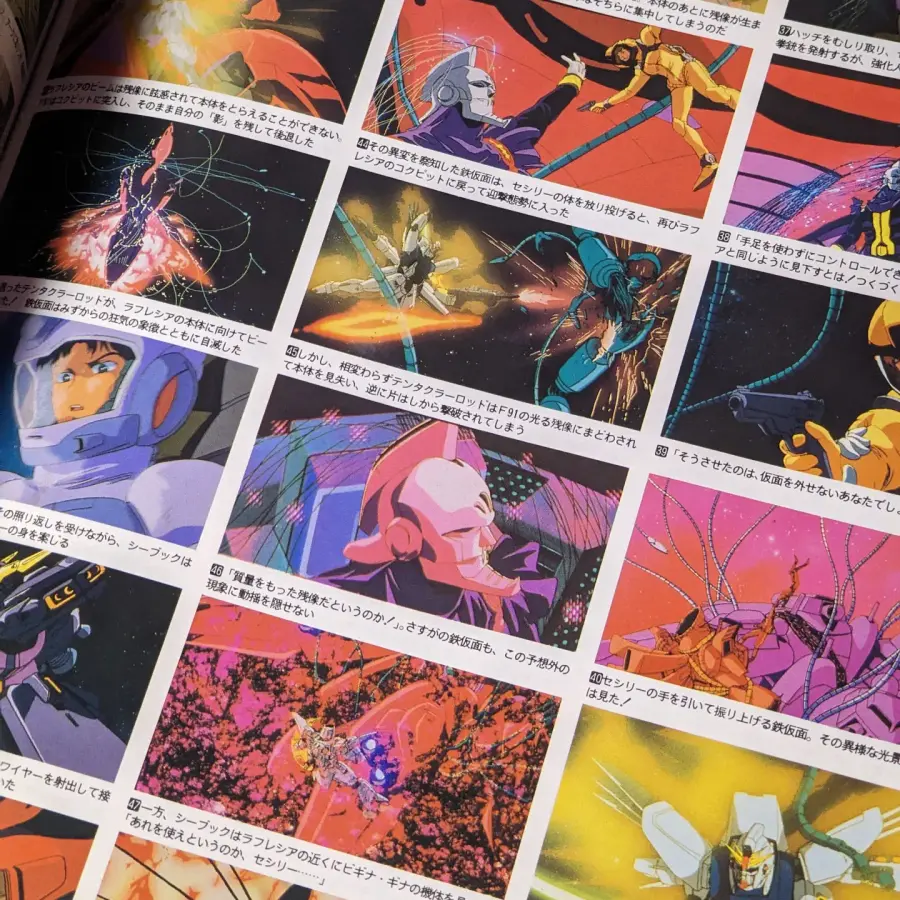 ラフレシアのビームは残像に眩惑されて本体をとらえることができない。
F91はコクピットに突入し、そのまま自分の「影」を残して後退した
ったテンタクラーロッドが、ラフレシアの本体に向けてビー
た! 鉄仮面はみずからの狂気の象徴とともに自滅した
その照り返しを受けながら、シーブックは
ーの身を案じる
ワイヤーを射出して接
いた
本体のあとに残像が生ま
そちらに集中してしまうのだ
44その異変を察知した鉄仮面は、セシリーの体を放り投げると、再びラフ
レシアのコクピットに戻って迎撃態勢に入った
45しかし、相変わらずテンタクラーロッドはF91の光る残像にまどわされ
て本体を見失い、逆に片はしから撃破されてしまう
46「質量をもった残像だというのか!」。さすがの鉄仮面も、この予想外の
現象に動揺を隠せない
47一方、シーブックはラフレシアの近くにビギナ・ギナの機体を見
「あれを使えというのか、セシリー……」
37ハッチをむしり取り、
拳銃を発射するが、強化人
38「手足を使わずにコントロールでき
アと同じように見下すとは!つくづく
39「そうさせたのは、仮面を外せないあなたでしょ
40セシリーの手を引いて振り上げる鉄仮面。その異様な光景
は見た!